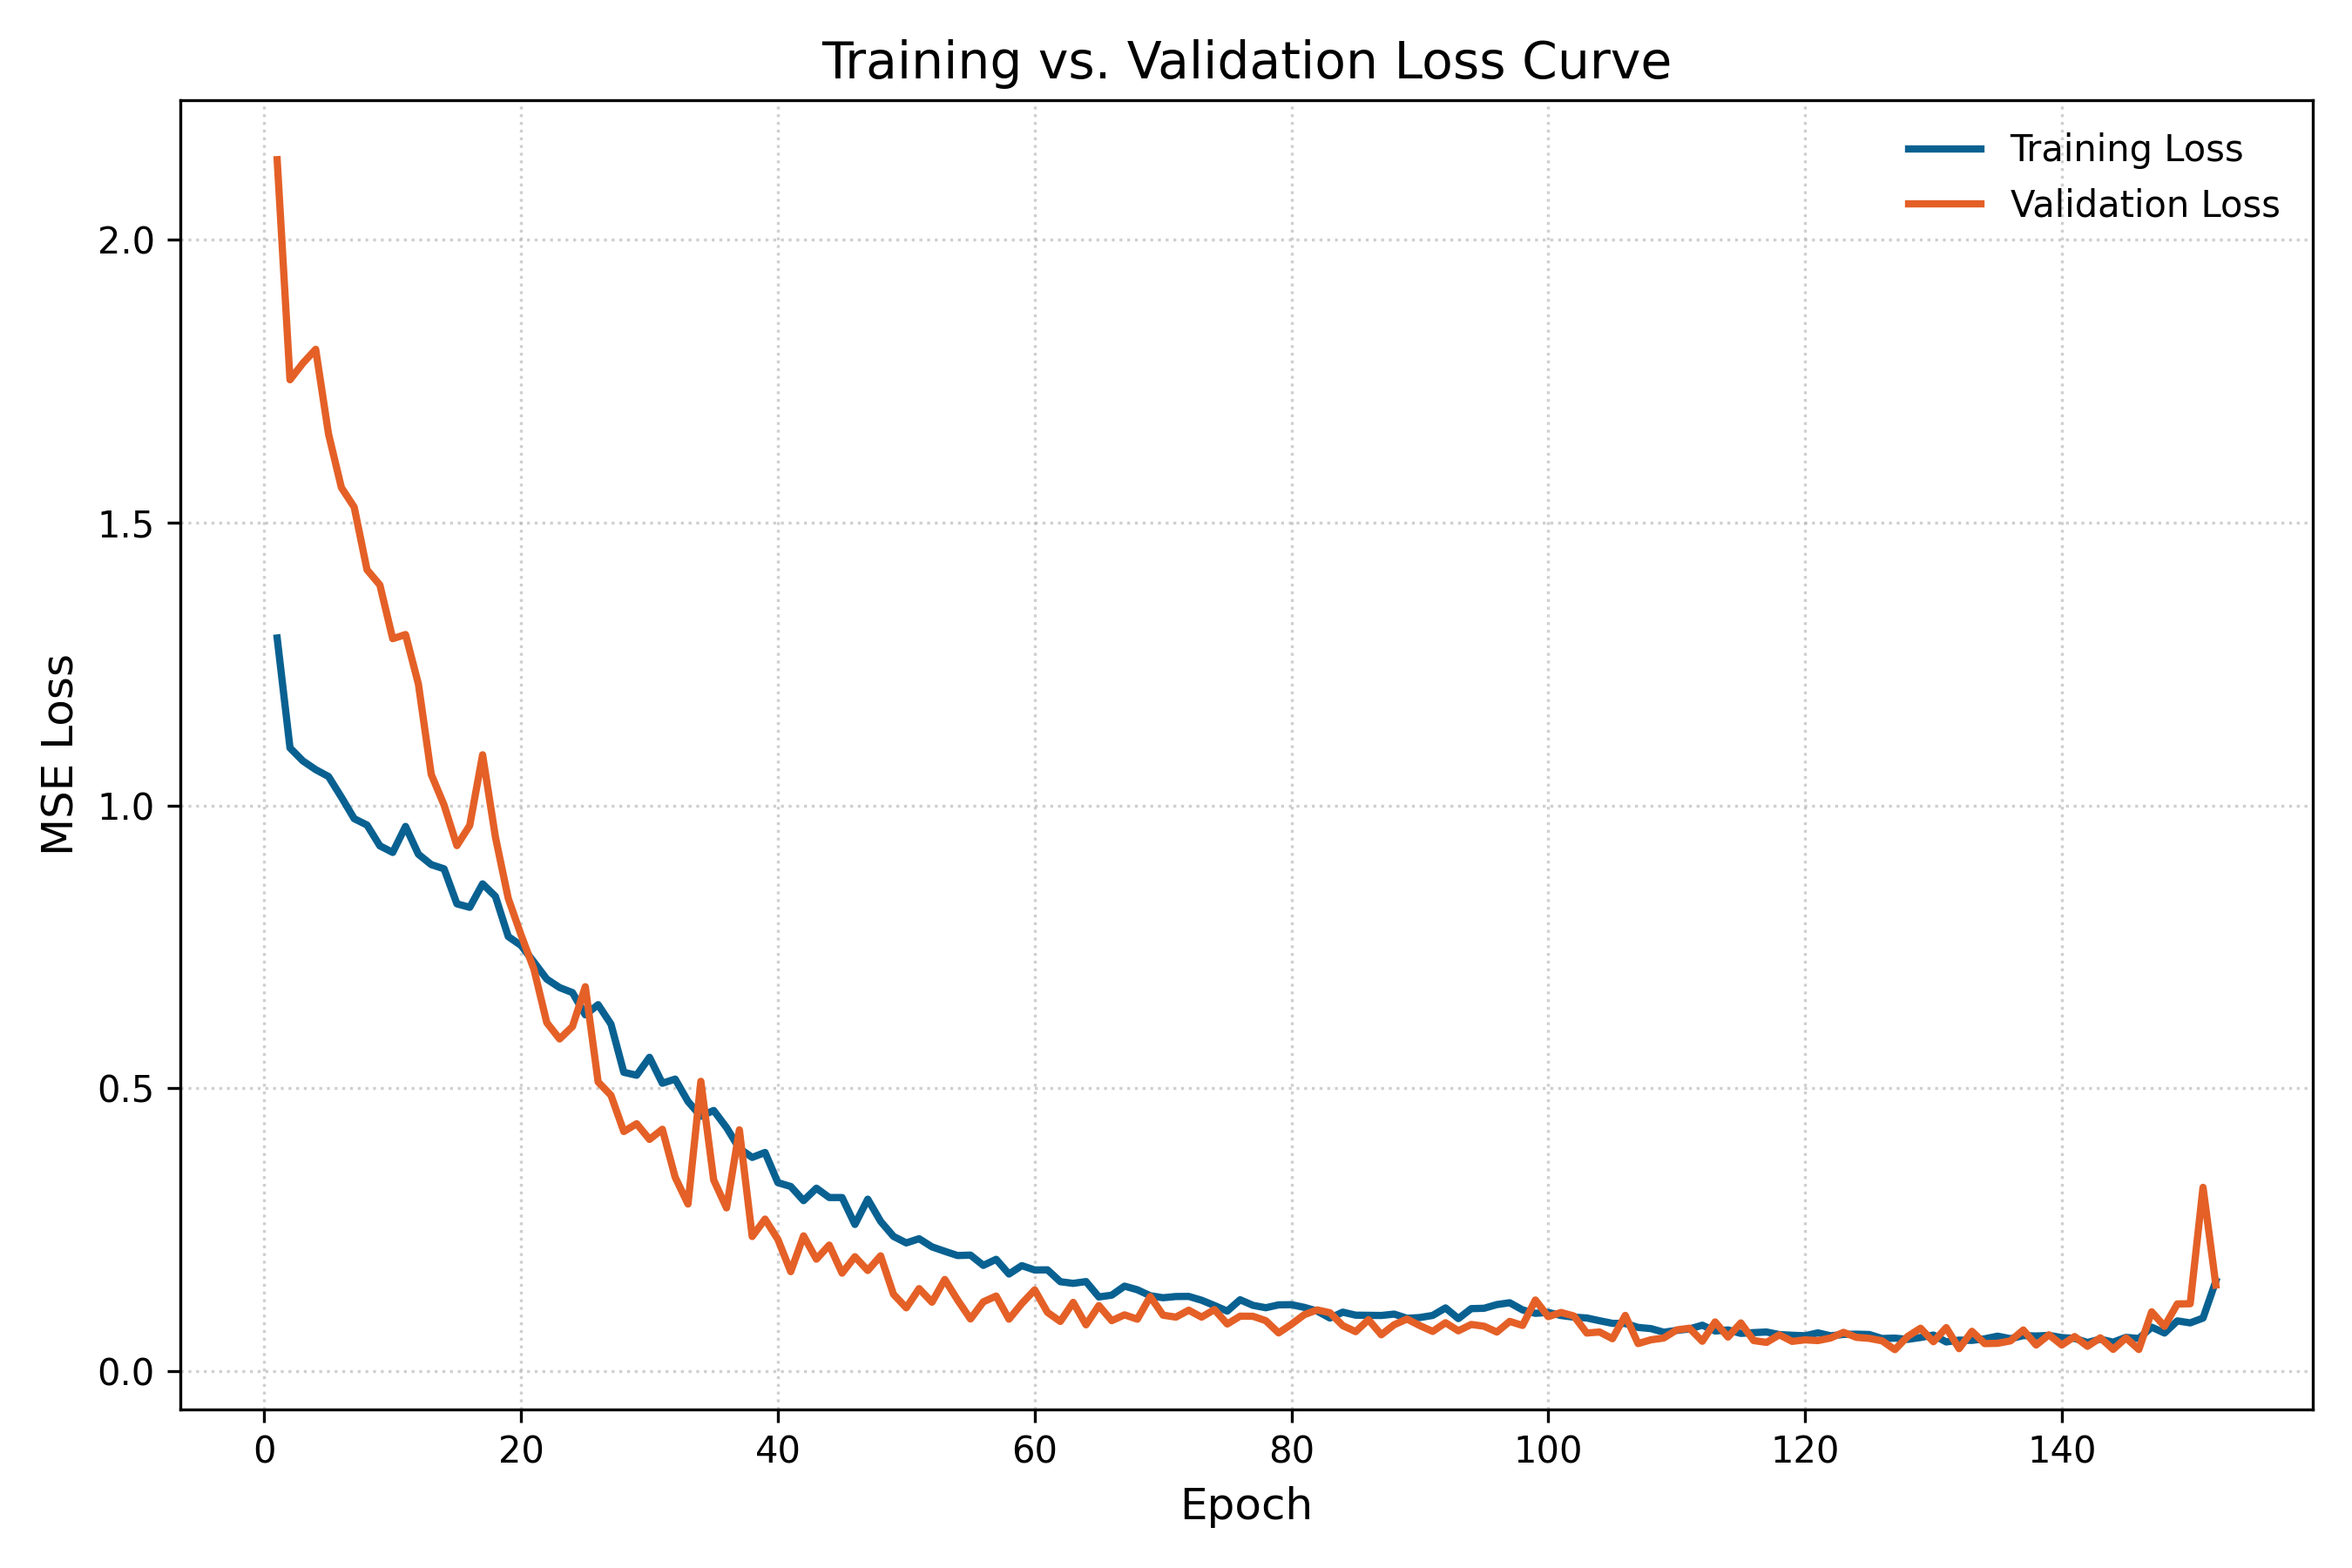 Training vs. Validation Loss Curve
Training Loss
Validation Loss
2.0
1.5
1.0
0.5
0.0
MSE Loss
0 20 40 60 80 100 120 140
Epoch